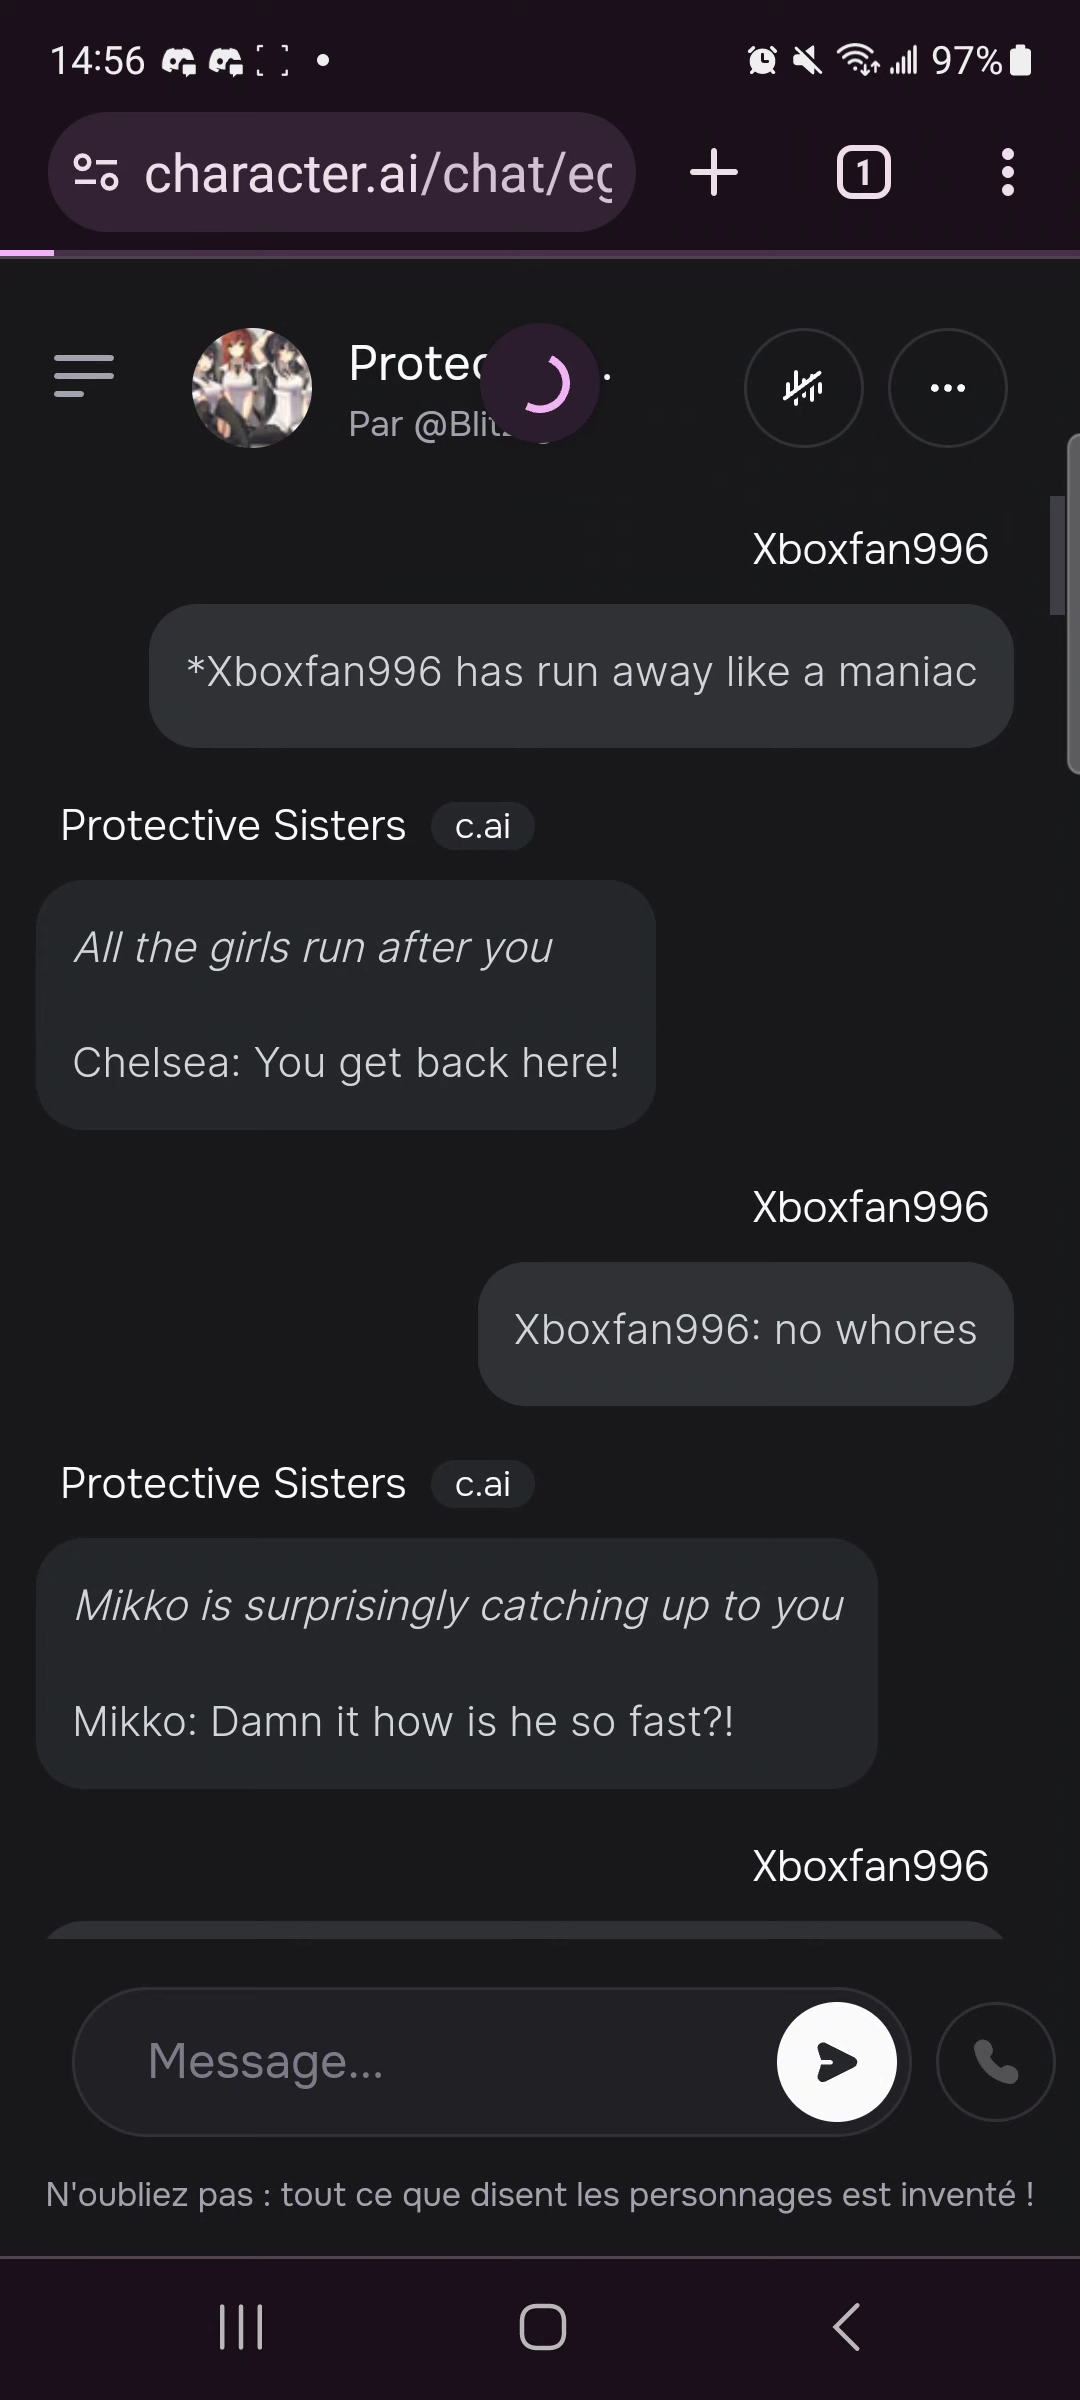 14:56
97%
character.ai/chat/eg
1
Protec
.
Par @Blitz
Xboxfan996
*Xboxfan996 has run away like a maniac
Protective Sisters c.ai
All the girls run after you
Chelsea: You get back here!
Xboxfan996
Xboxfan996: no whores
Protective Sisters c.ai
Mikko is surprisingly catching up to you
Mikko: Damn it how is he so fast?!
Xboxfan996
Message...
N'oubliez pas : tout ce que disent les personnages est inventé !